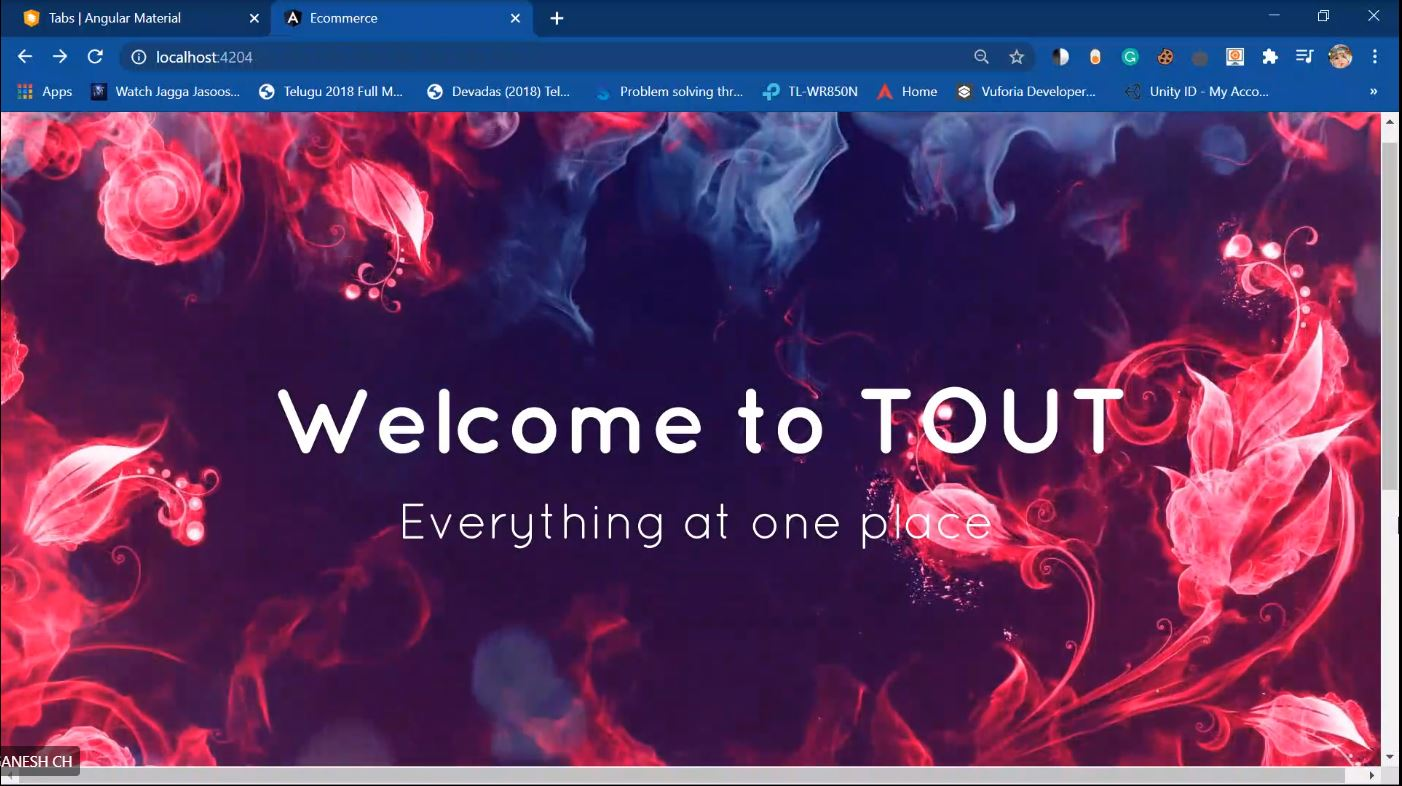 Tabs | Angular Material
Ecommerce
localhost:4204
Apps
Watch Jagga Jasoos...
Telugu 2018 Full M...
Devadas (2018) Tel...
Problem solving thr...
TL-WR850N
Home
Vuforia Developer...
Unity ID - My Acco...
»
Welcome to TOUT
Everything at one place
ANESH CH